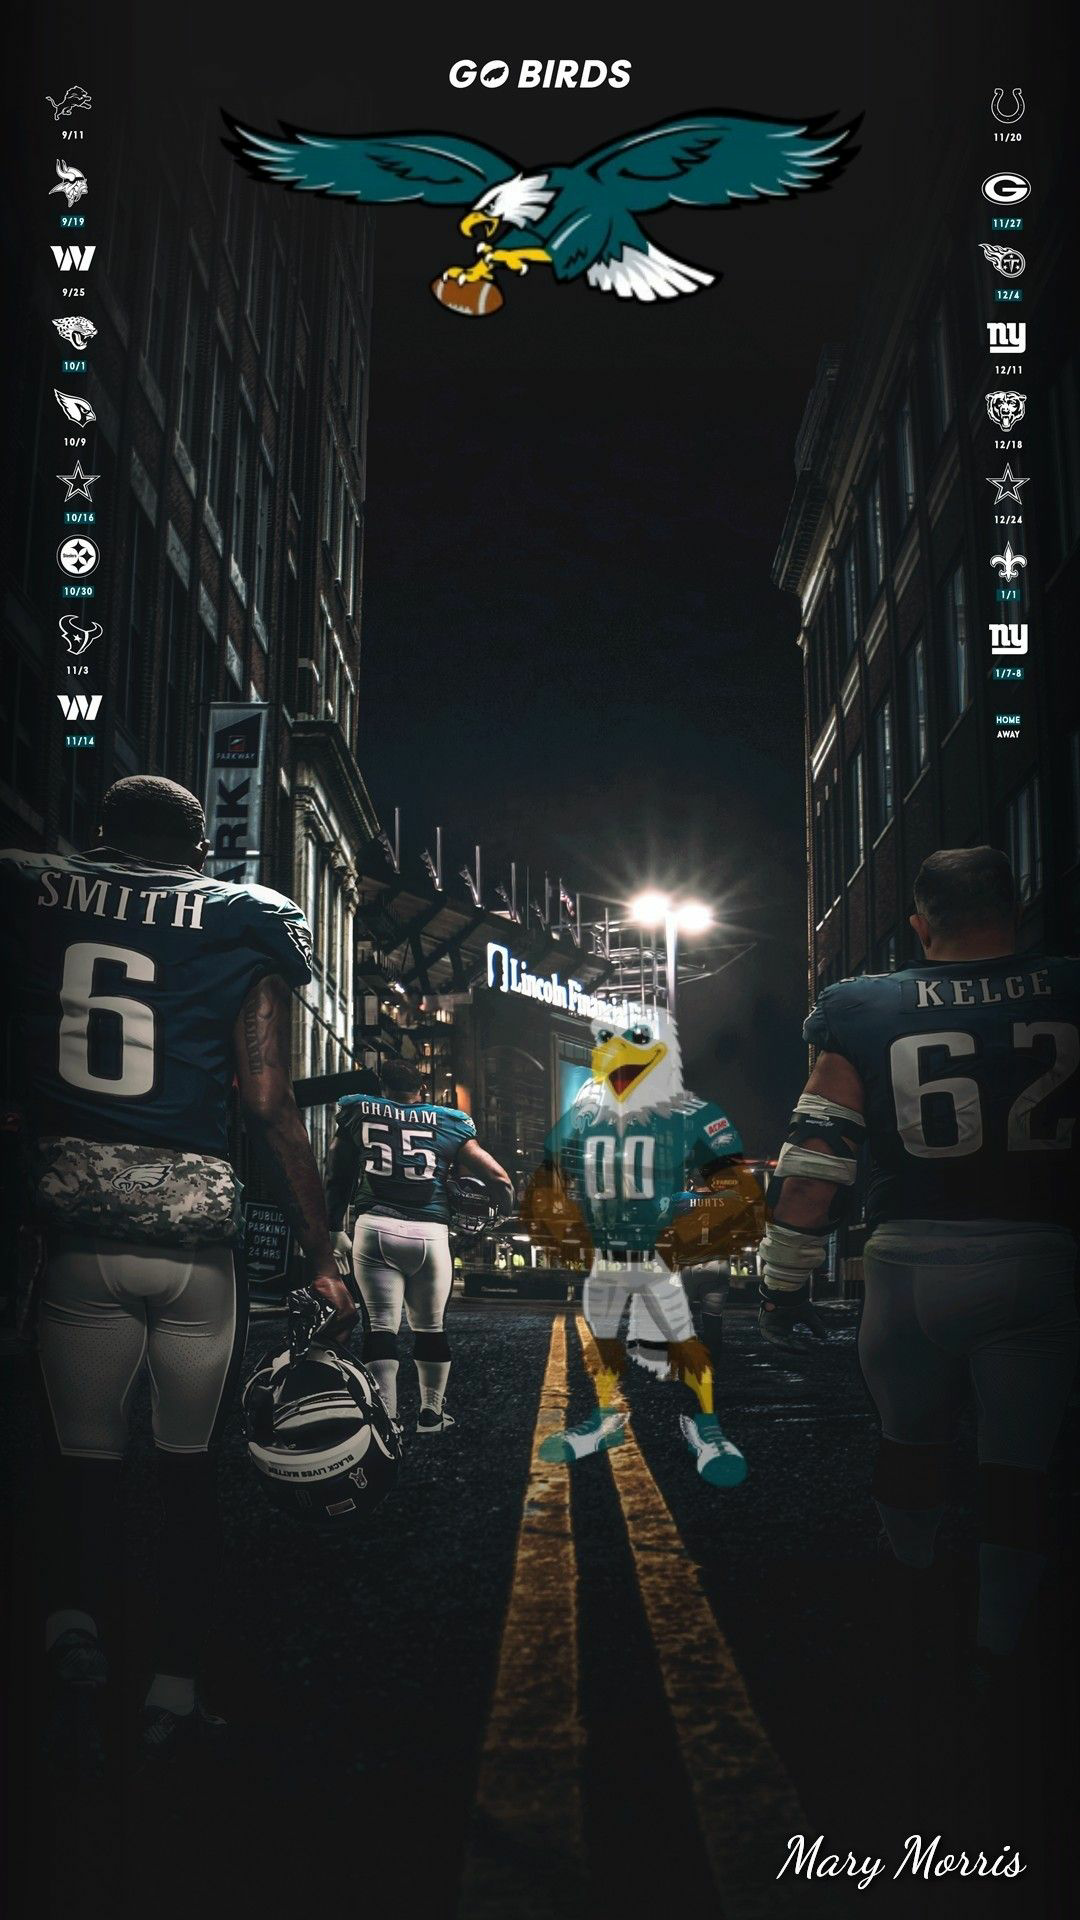 GO BIRDS
9/11
9/19
9/25
10/1
10/9
10/16
Steelers
10/30
11/3
11/14
11/20
G
11/27
T
12/4
ny
12/11
12/18
12/24
1/1
ny
1/7-8
HOME
AWAY
PARKWAY
ARK
SMITH
6
Lincoln Financial Field
KELCE
62
GRAHAM
55
00
ACME
HURTS
1
PUBLIC
PARKING
OPEN
24 HRS
BLACK LIVES MATTER
Mary Morris